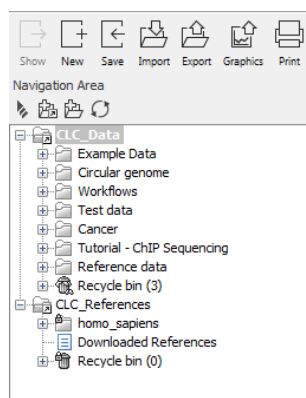 Show New Save Import Export Graphics Print
Navigation Area
CLC_Data
Example Data
Circular genome
Workflows
Test data
Cancer
Tutorial - ChIP Sequencing
Reference data
Recycle bin (3)
CLC_References
homo_sapiens
Downloaded References
Recycle bin (0)